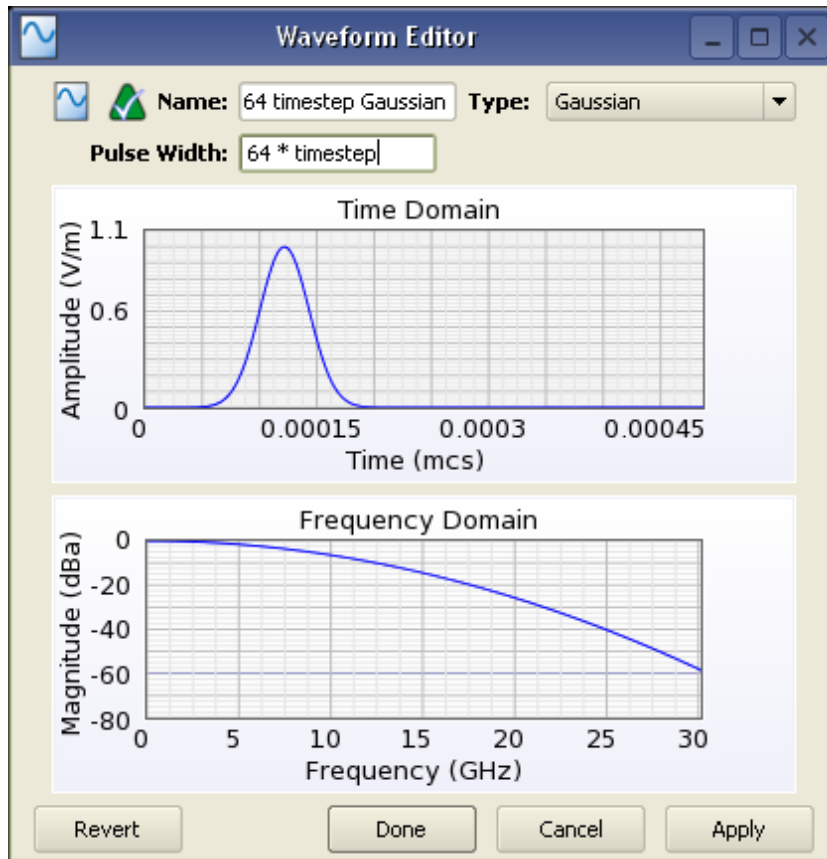 Waveform Editor
Name: 64 timestep Gaussian Type: Gaussian
Pulse Width: 64 * timestep
Time Domain
Amplitude (V/m)
1.1
0.6
0
0 0.00015 0.0003 0.00045
Time (mcs)
Frequency Domain
Magnitude (dBa)
0
-20
-40
-60
-80
0 5 10 15 20 25 30
Frequency (GHz)
Revert Done Cancel Apply